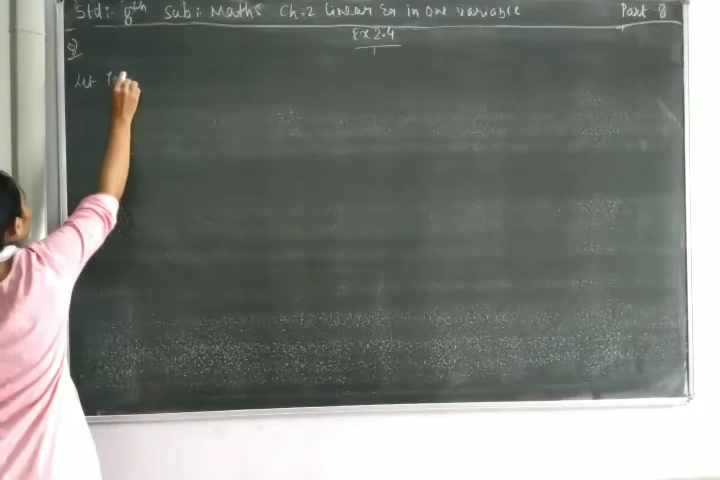 Std: 8th Sub: Maths Ch-2 Linear Eq in one variable Part 8
Ex 2.4
Q
Let